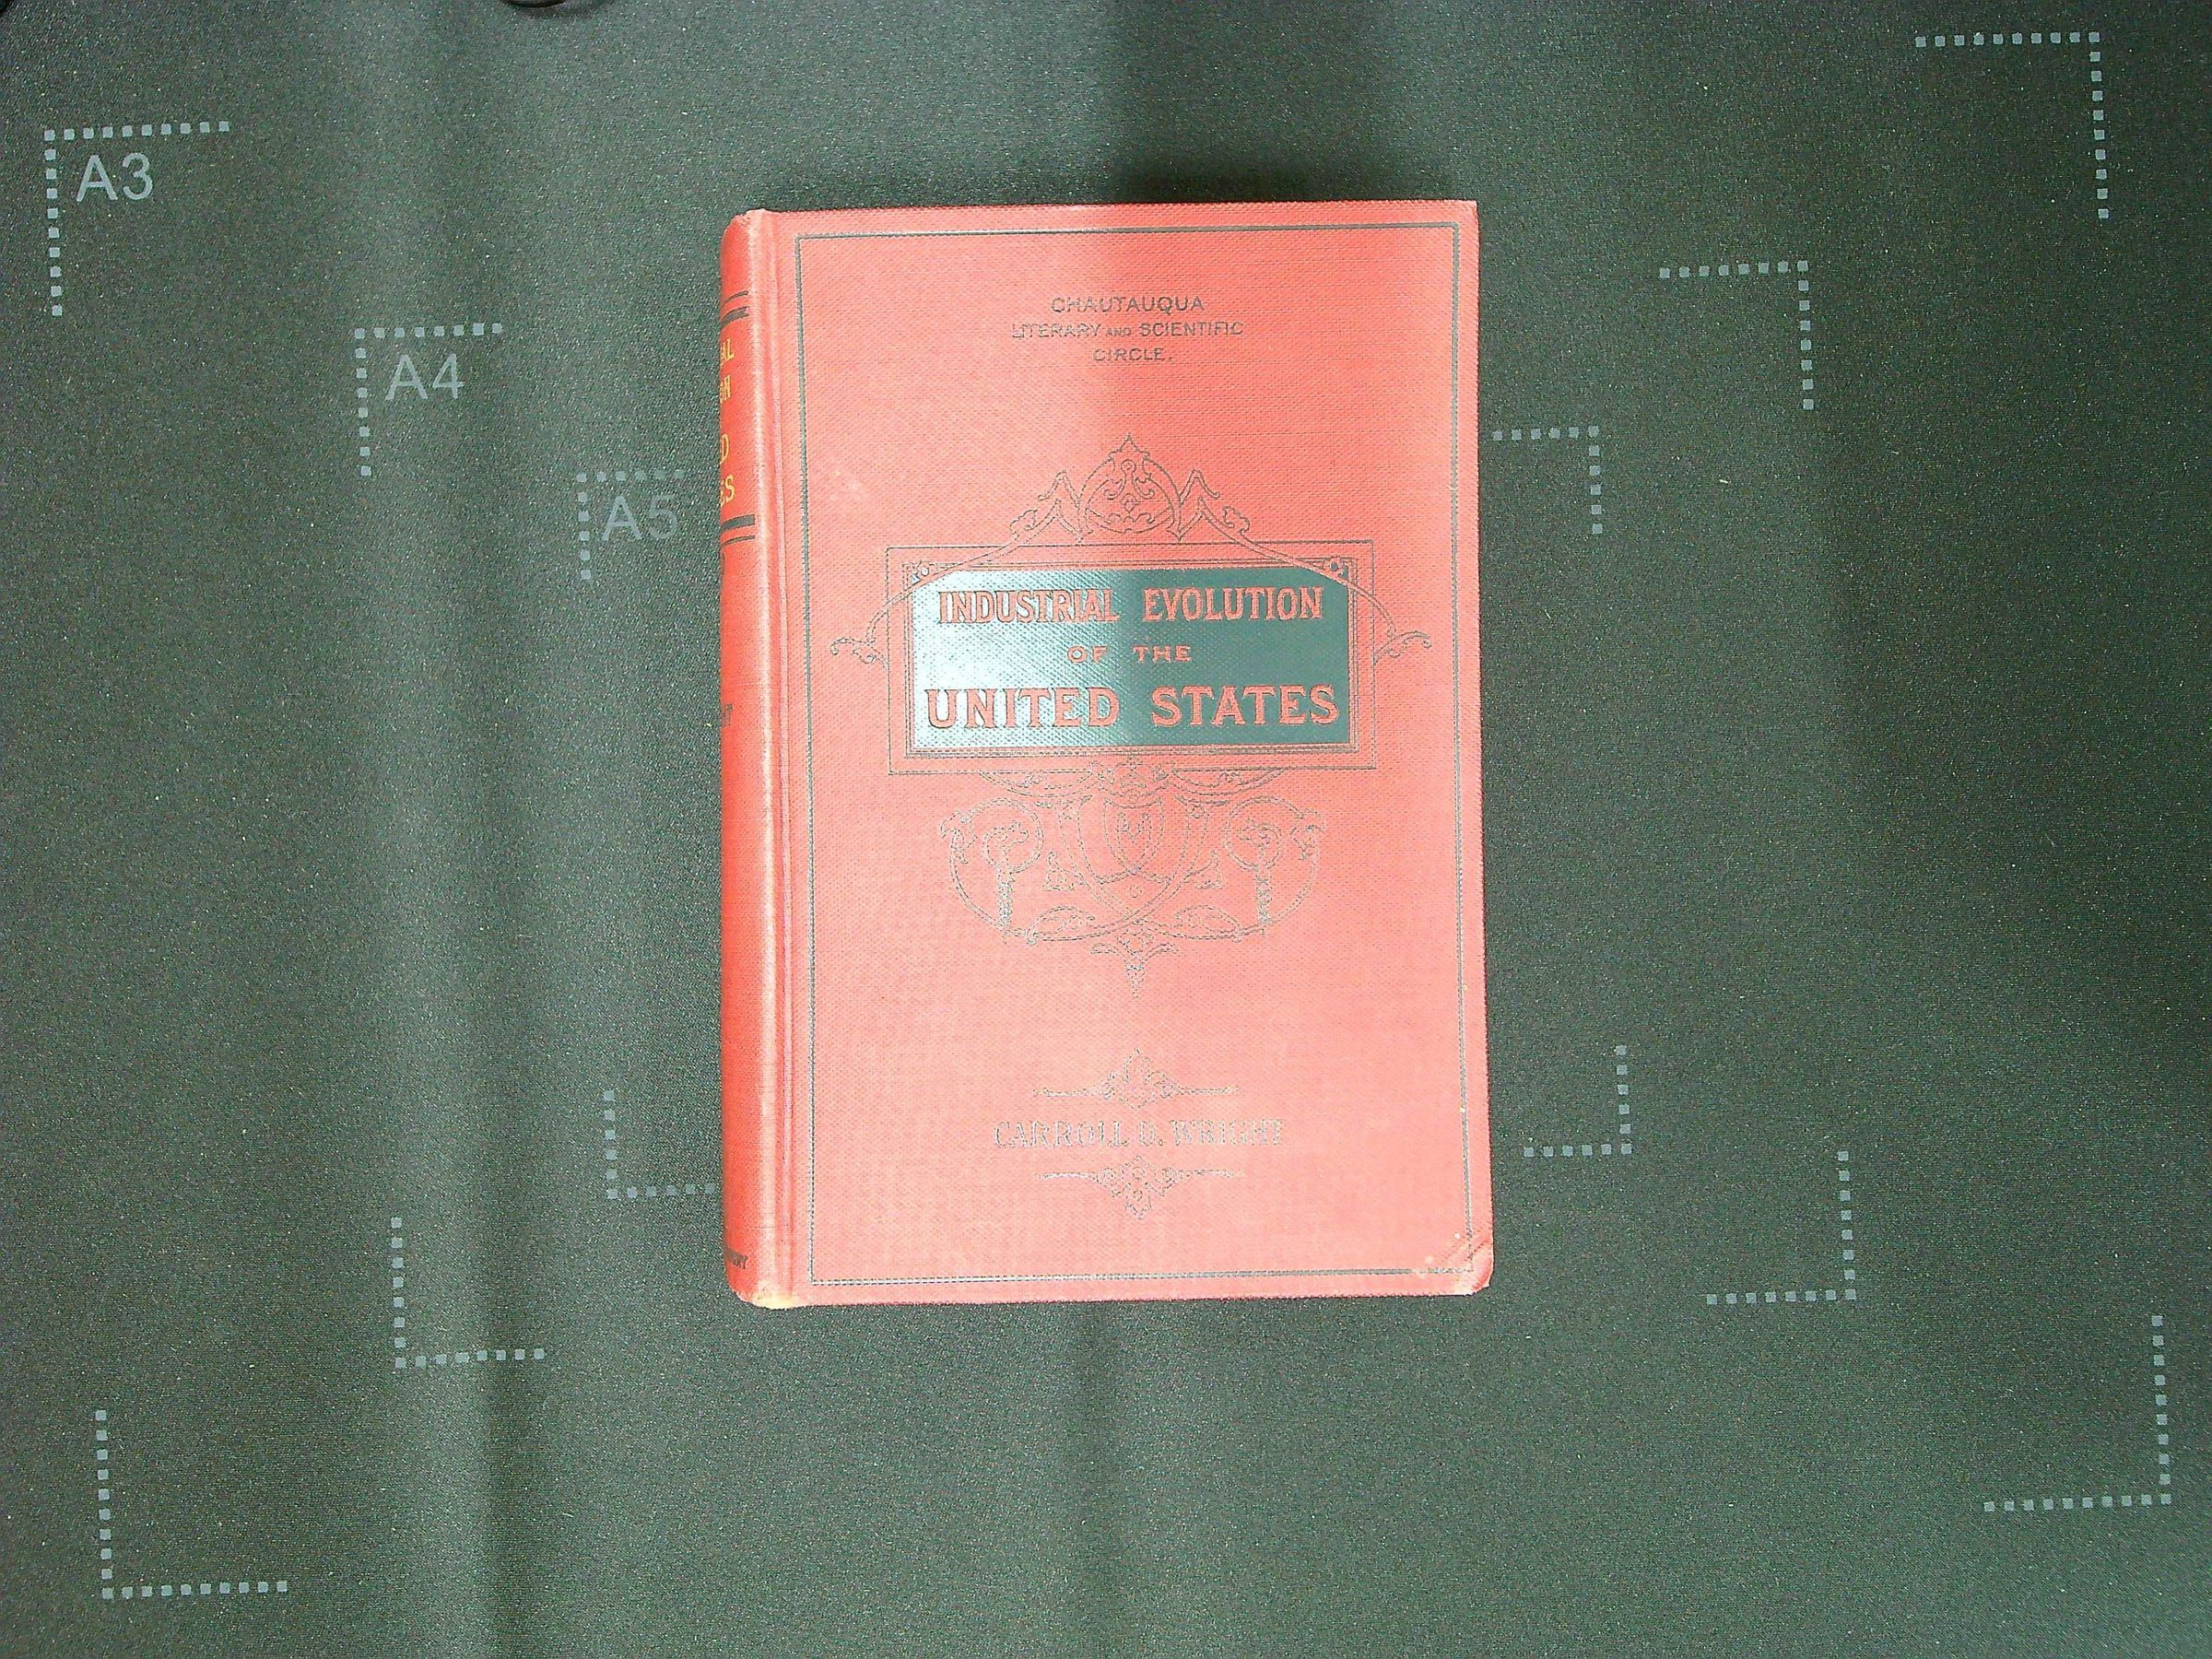 A3
A4
A5
CHAUTAUQUA
LITERARY AND SCIENTIFIC
CIRCLE.
INDUSTRIAL EVOLUTION
OF THE
UNITED STATES
CARROLL D. WRIGHT